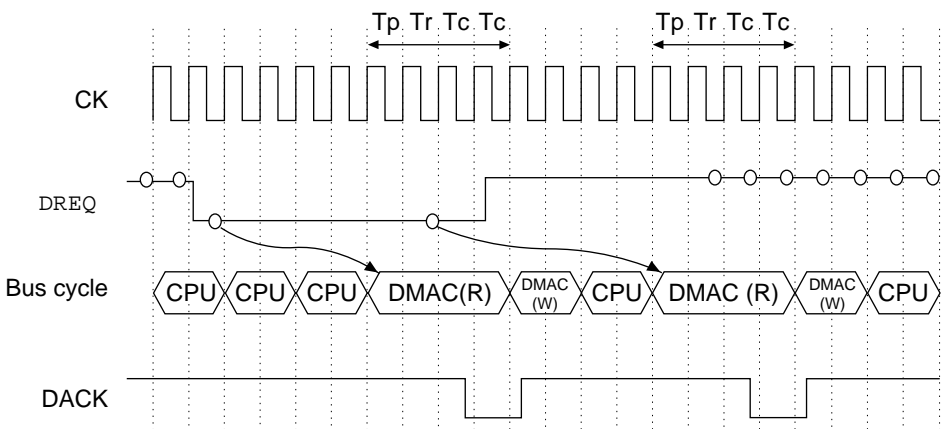 Tp Tr Tc Tc Tp Tr Tc Tc
CK
DREQ
Bus cycle CPU CPU CPU DMAC(R) DMAC (W) CPU DMAC (R) DMAC (W) CPU
DACK